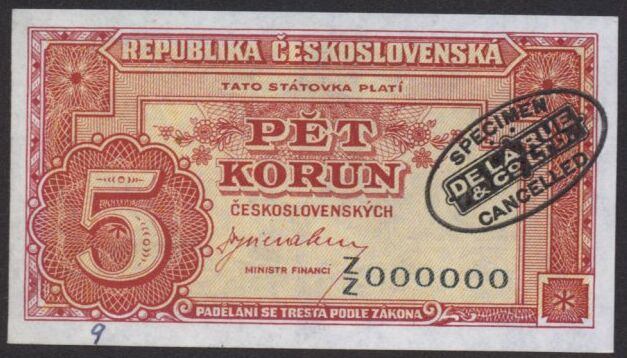 REPUBLIKA ČESKOSLOVENSKÁ
TATO STÁTOVKA PLATÍ
PĚT
KORUN
ČESKOSLOVENSKÝCH
5
MINISTR FINANCÍ
Z/Z 000000
PADĚLÁNÍ SE TRESTÁ PODLE ZÁKONA
SPECIMEN
DE LA RUE
& CO LTD
CANCELLED
9